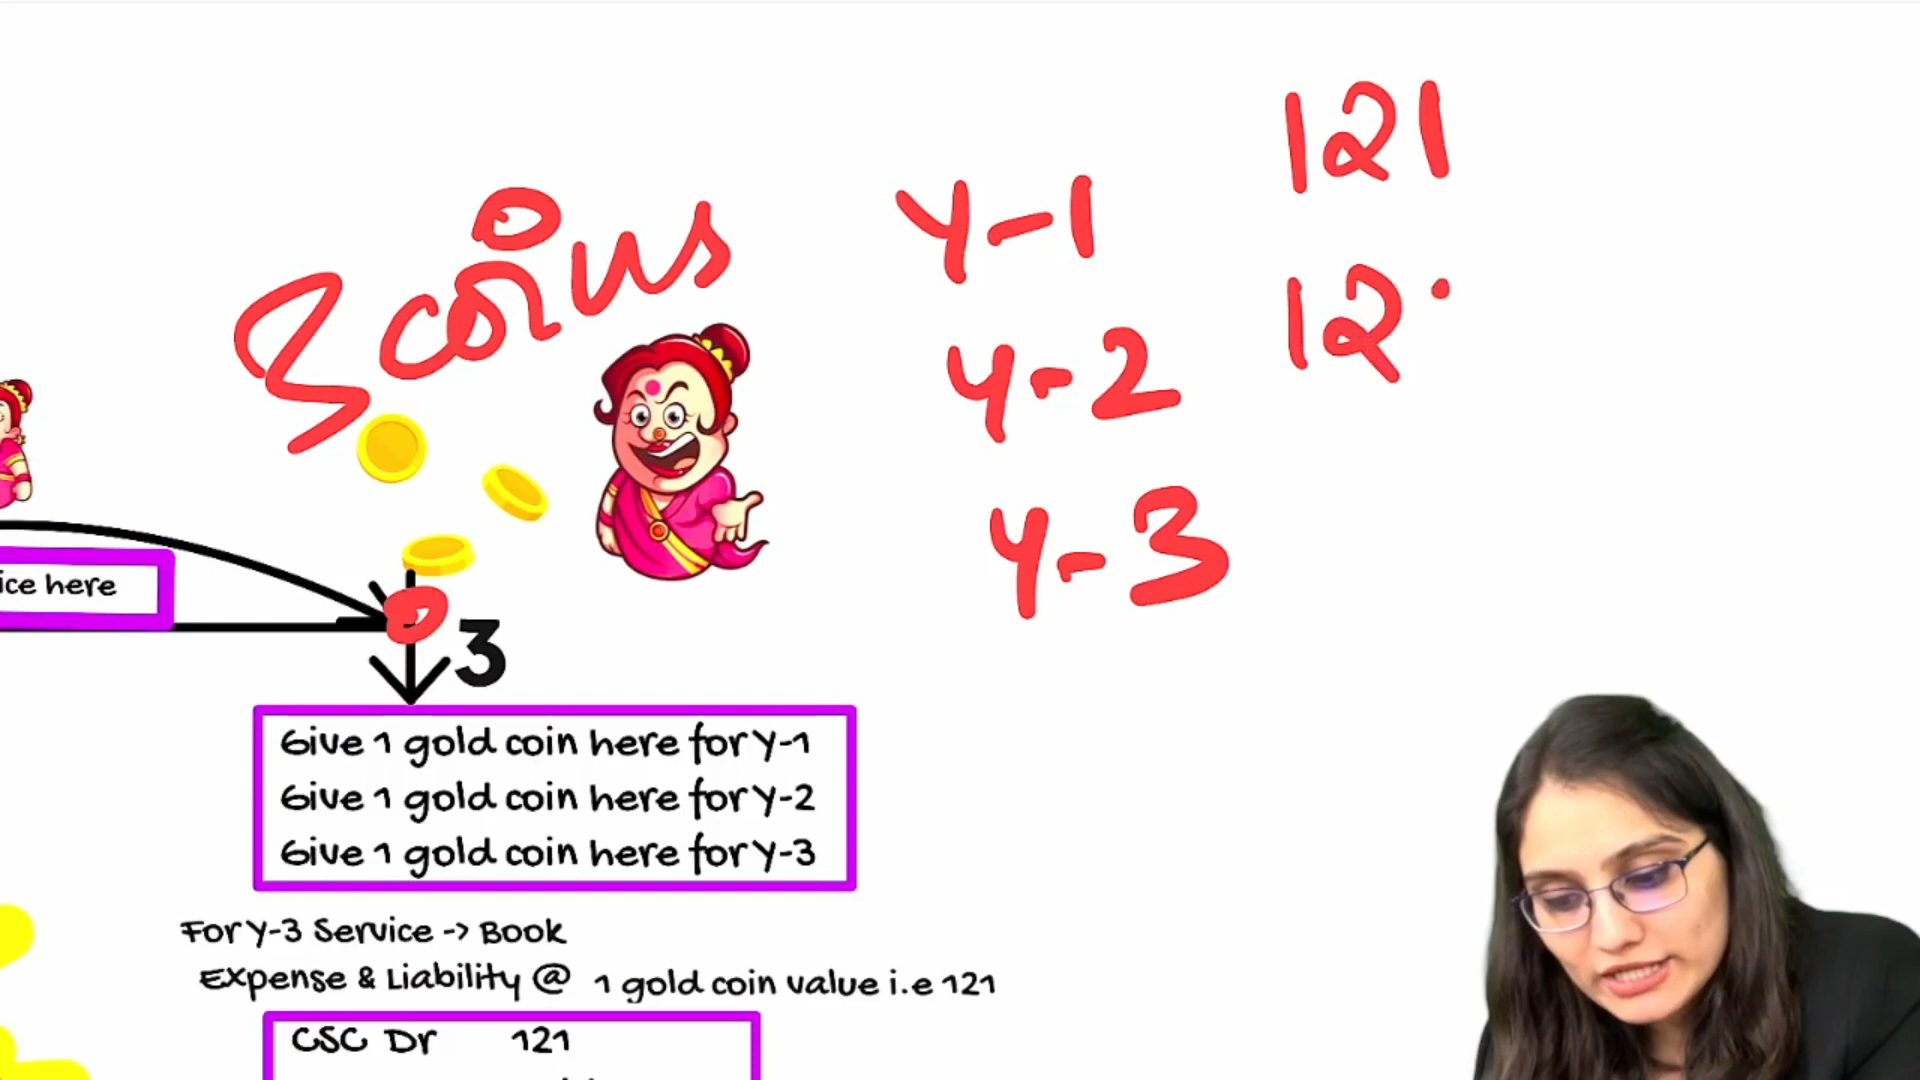 3 coins
Y-1
121
Y-2
12
Y-3
ice here
3
Give 1 gold coin here for Y-1
Give 1 gold coin here for Y-2
Give 1 gold coin here for Y-3
For Y-3 Service -> Book
Expense & Liability @ 1 gold coin value i.e 121
CSC Dr 121